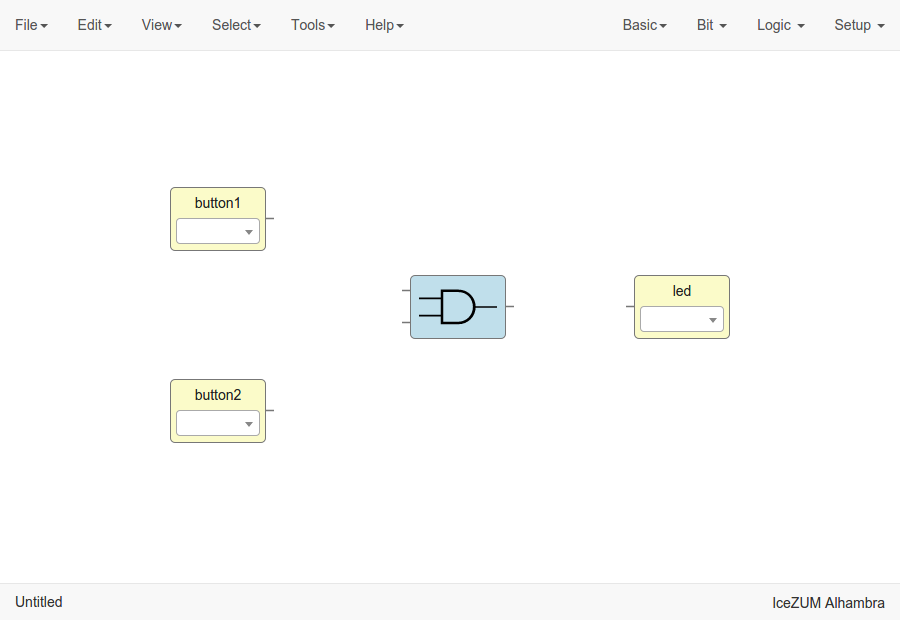 File Edit View Select Tools Help Basic Bit Logic Setup
button1
led
button2
Untitled IceZUM Alhambra